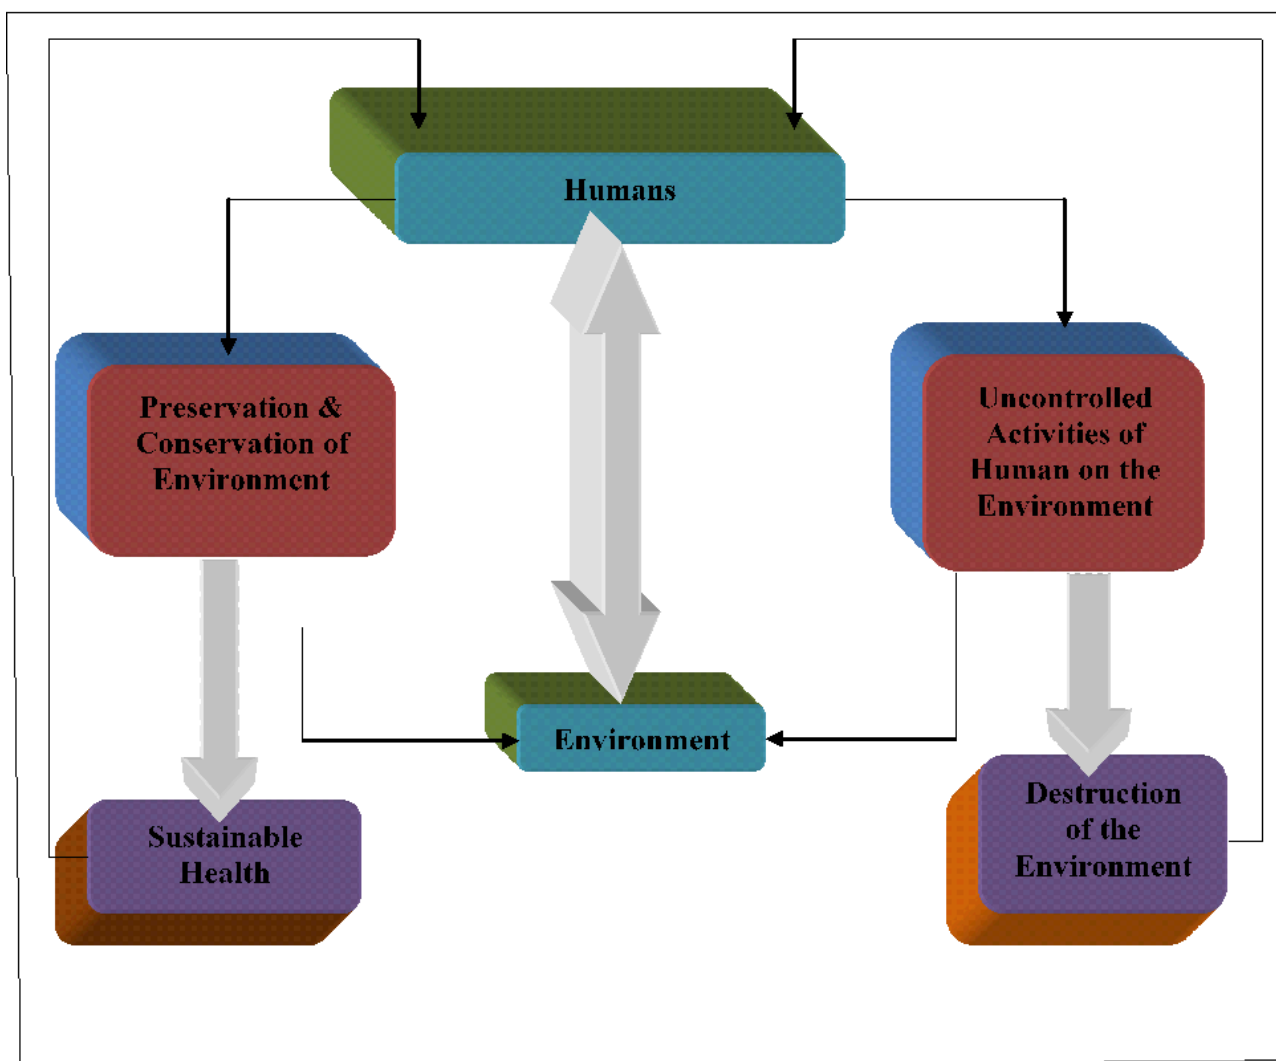 Humans
Preservation &
Conservation of
Environment
Uncontrolled
Activities of
Human on the
Environment
Environment
Sustainable
Health
Destruction
of the
Environment